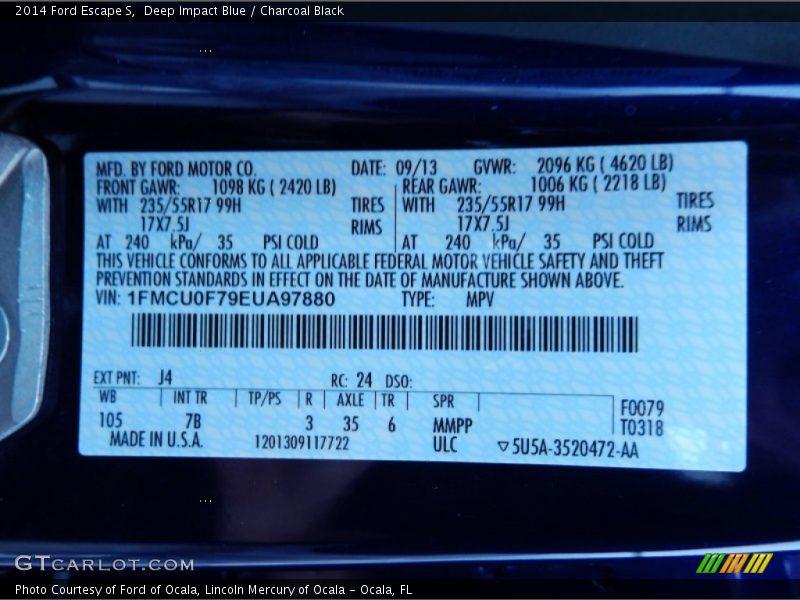 2014 Ford Escape S,  Deep Impact Blue / Charcoal Black
MFD. BY FORD MOTOR CO. DATE: 09/13 GVWR: 2096 KG ( 4620 LB)
FRONT GAWR: 1098 KG ( 2420 LB) REAR GAWR: 1006 KG ( 2218 LB)
WITH 235/55R17 99H TIRES WITH 235/55R17 99H TIRES
17X7.5J RIMS 17X7.5J RIMS
AT 240 kPa/ 35 PSI COLD AT 240 kPa/ 35 PSI COLD
THIS VEHICLE CONFORMS TO ALL APPLICABLE FEDERAL MOTOR VEHICLE SAFETY AND THEFT
PREVENTION STANDARDS IN EFFECT ON THE DATE OF MANUFACTURE SHOWN ABOVE.
VIN: 1FMCU0F79EUA97880 TYPE: MPV
EXT PNT: J4 RC: 24 DSO:
WB INT TR TP/PS R AXLE TR SPR F0079
105 7B 3 35 6 MMPP T0318
MADE IN U.S.A. 1201309117722 ULC ▽5U5A-3520472-AA
GTCARLOT.COM
Photo Courtesy of Ford of Ocala, Lincoln Mercury of Ocala - Ocala, FL